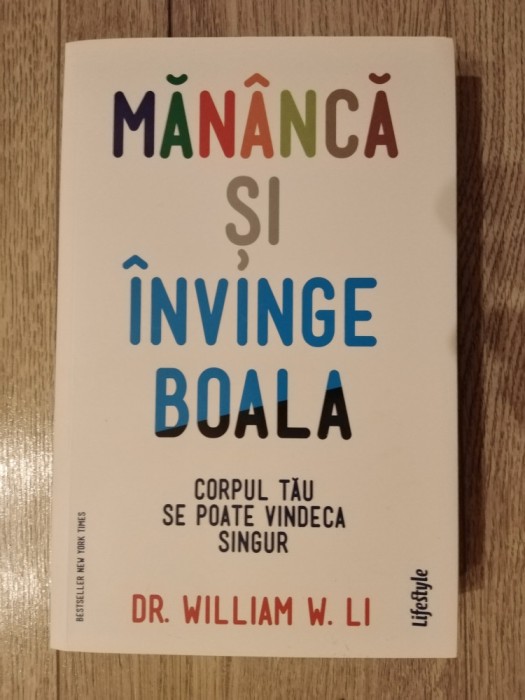 MĂNÂNCĂ
ȘI
ÎNVINGE
BOALA
CORPUL TĂU
SE POATE VINDECA
SINGUR
BESTSELLER NEW YORK TIMES
DR. WILLIAM W. LI
Lifestyle